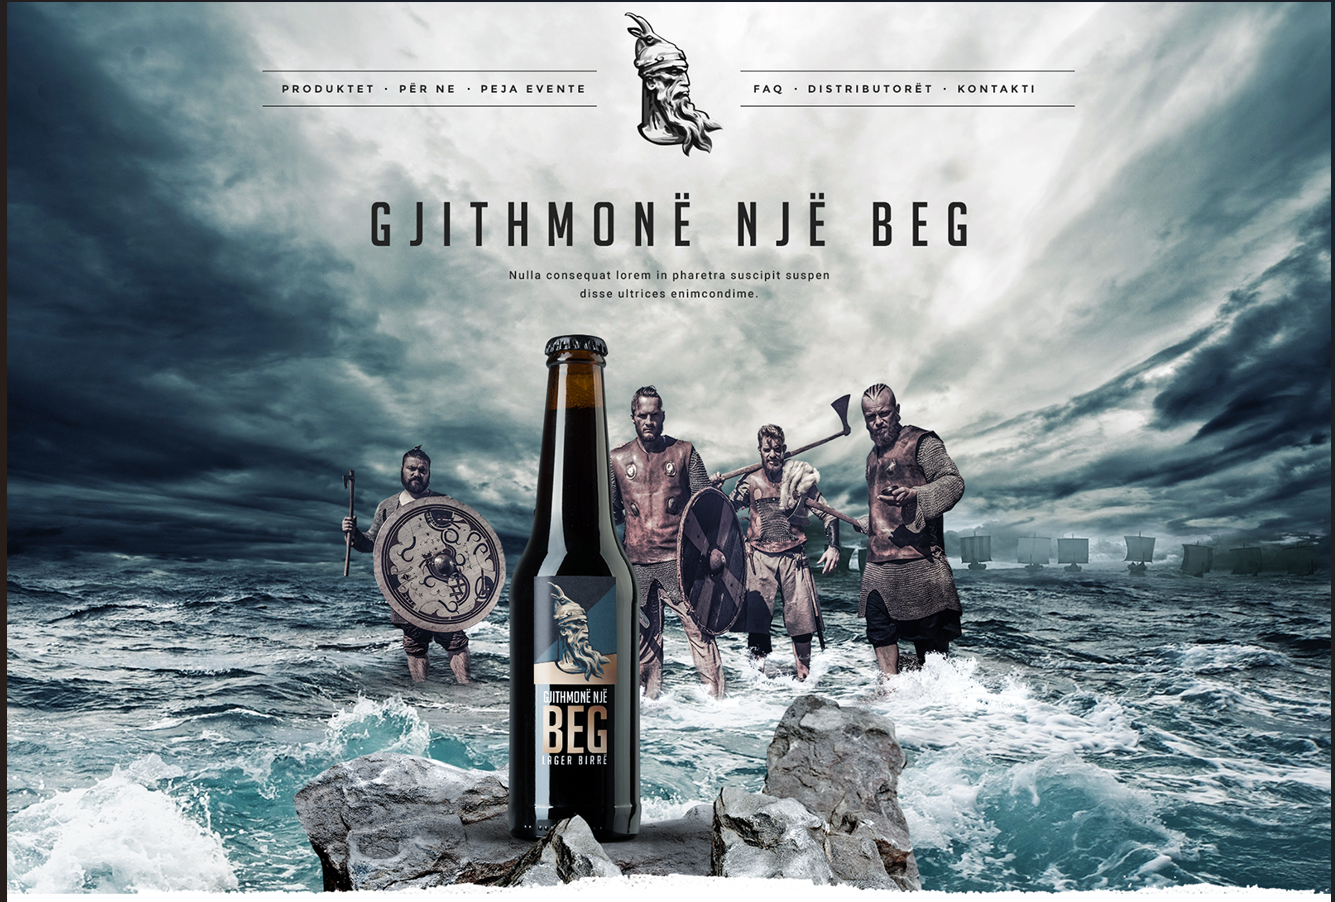 PRODUKTET · PËR NE · PEJA EVENTE
FAQ · DISTRIBUTORËT · KONTAKTI
GJITHMONË NJË BEG
Nulla consequat lorem in pharetra suscipit suspen
disse ultrices enimcondime.
GJITHMONË NJË
BEG
LAGER BIRRË